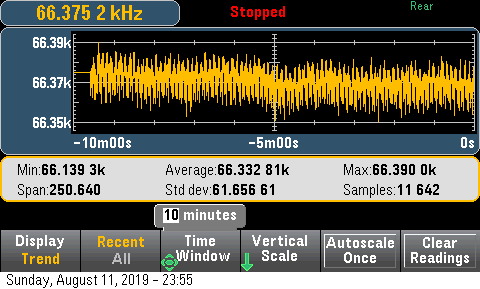 66.375 2 kHz Stopped Rear
66.39k
66.37k
66.35k
-10m00s -5m00s 0s
Min:66.139 3k Average:66.332 81k Max:66.390 0k
Span:250.640 Std dev:61.656 61 Samples:11 642
10 minutes
Display Recent Time Vertical Autoscale Clear
Trend All Window Scale Once Readings
Sunday, August 11, 2019 - 23:55